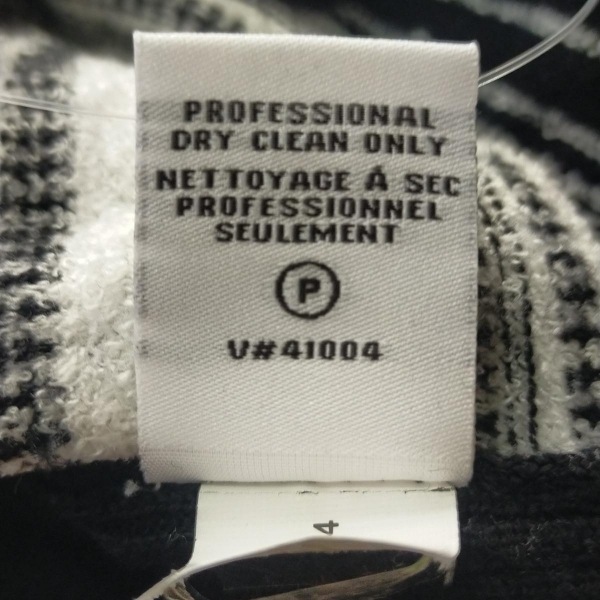 PROFESSIONAL
DRY CLEAN ONLY
NETTOYAGE À SEC
PROFESSIONNEL
SEULEMENT
P
V#41004
4